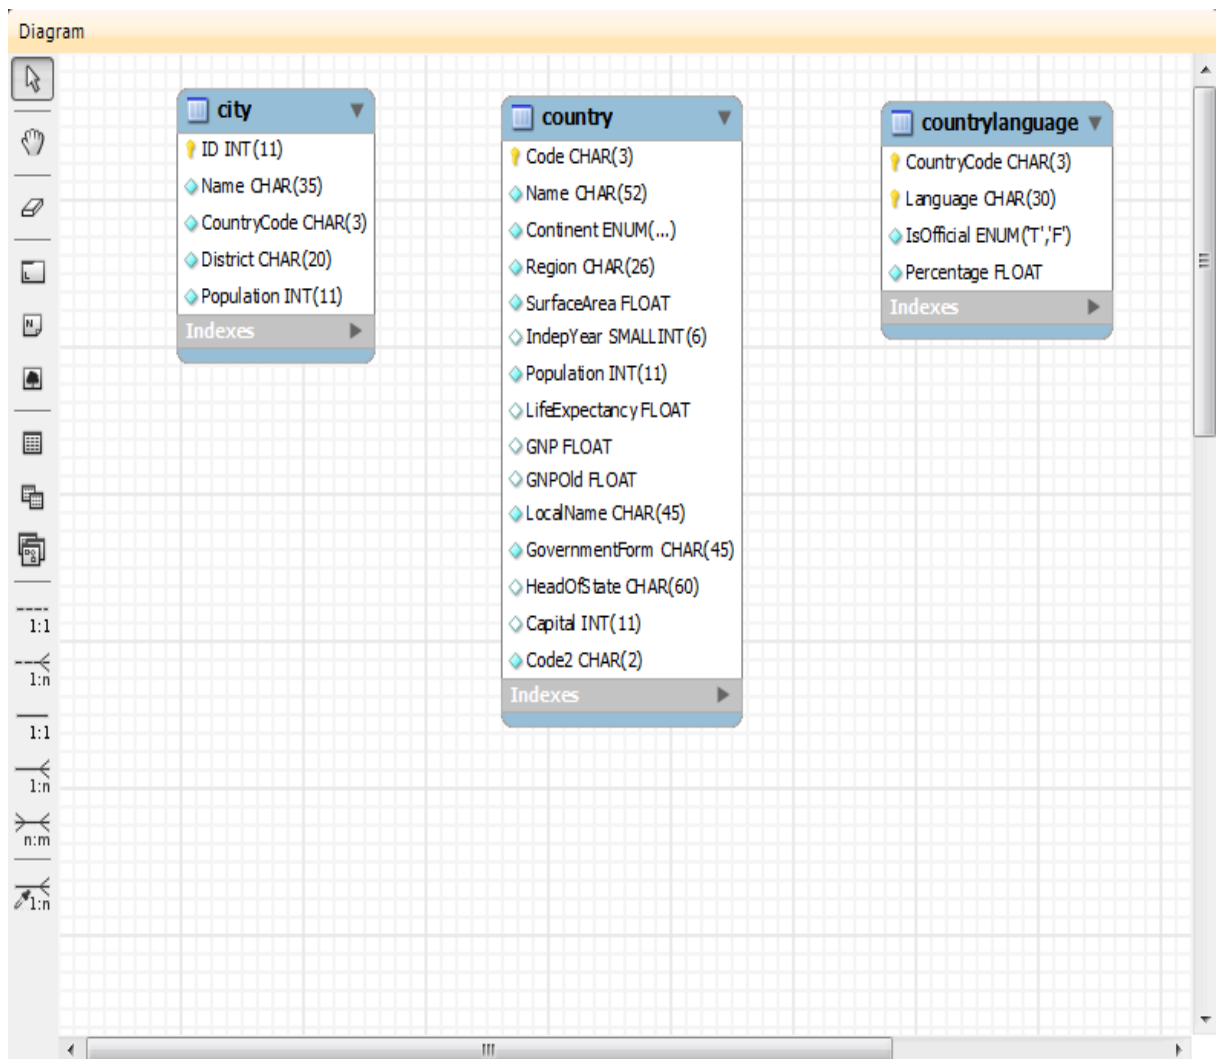 Diagram
city
ID INT(11)
Name CHAR(35)
CountryCode CHAR(3)
District CHAR(20)
Population INT(11)
Indexes
country
Code CHAR(3)
Name CHAR(52)
Continent ENUM(...)
Region CHAR(26)
SurfaceArea FLOAT
IndepYear SMALLINT(6)
Population INT(11)
LifeExpectancy FLOAT
GNP FLOAT
GNPOld FLOAT
LocalName CHAR(45)
GovernmentForm CHAR(45)
HeadOfState CHAR(60)
Capital INT(11)
Code2 CHAR(2)
Indexes
countrylanguage
CountryCode CHAR(3)
Language CHAR(30)
IsOfficial ENUM('T','F')
Percentage FLOAT
Indexes
N
1:1
1:n
1:1
1:n
n:m
1:n